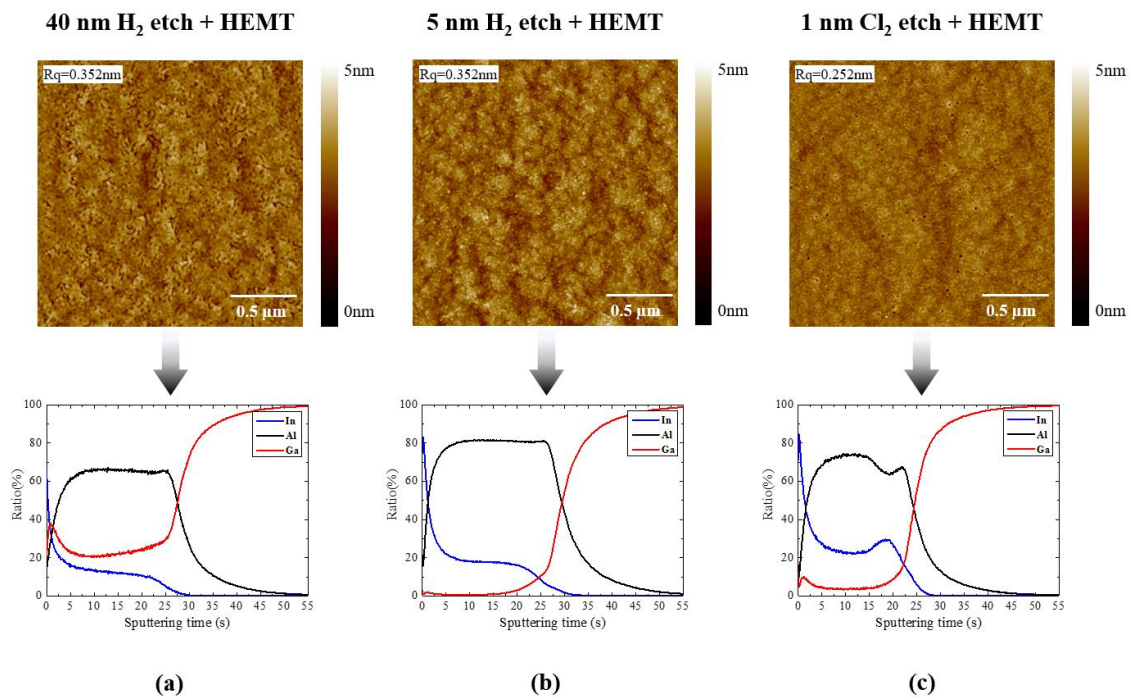 40 nm H₂ etch + HEMT
5 nm H₂ etch + HEMT
1 nm Cl₂ etch + HEMT
Rq=0.352nm
5nm
0.5 μm
0nm
Rq=0.352nm
5nm
0.5 μm
0nm
Rq=0.252nm
5nm
0.5 μm
0nm
100
80
60
40
20
0
Ratio(%)
In
Al
Ga
0 5 10 15 20 25 30 35 40 45 50 55
Sputtering time (s)
100
80
60
40
20
0
Ratio(%)
In
Al
Ga
0 5 10 15 20 25 30 35 40 45 50 55
Sputtering time (s)
100
80
60
40
20
0
Ratio(%)
In
Al
Ga
0 5 10 15 20 25 30 35 40 45 50 55
Sputtering time (s)
(a)
(b)
(c)